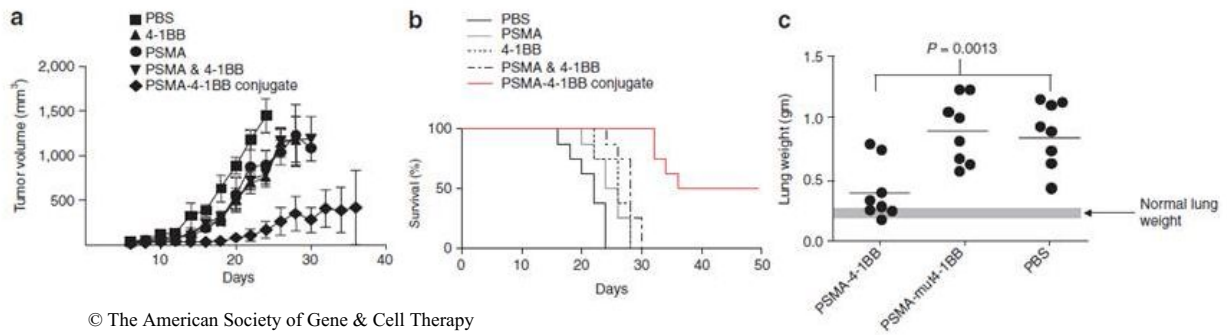 a
PBS
4-1BB
PSMA
PSMA & 4-1BB
PSMA-4-1BB conjugate
2,000
1,500
1,000
500
Tumor volume (mm³)
10 20 30 40
Days
b
PBS
PSMA
4-1BB
PSMA & 4-1BB
PSMA-4-1BB conjugate
100
50
0
Survival (%)
0 10 20 30 40 50
Days
c
P = 0.0013
1.5
1.0
0.5
0.0
Lung weight (gm)
Normal lung
weight
PSMA-4-1BB
PSMA-mut4-1BB
PBS
© The American Society of Gene & Cell Therapy